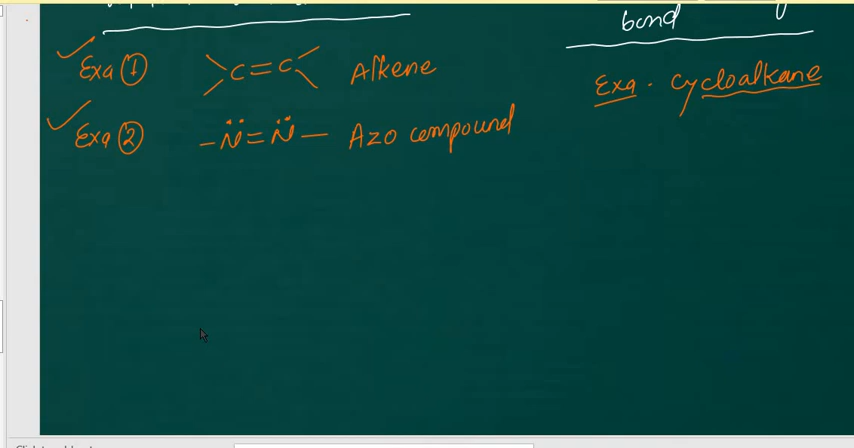 bond
Exa ① >C=C< Alkene
Exa . cycloalkane
Exa ② –N̈=N̈– Azo compound